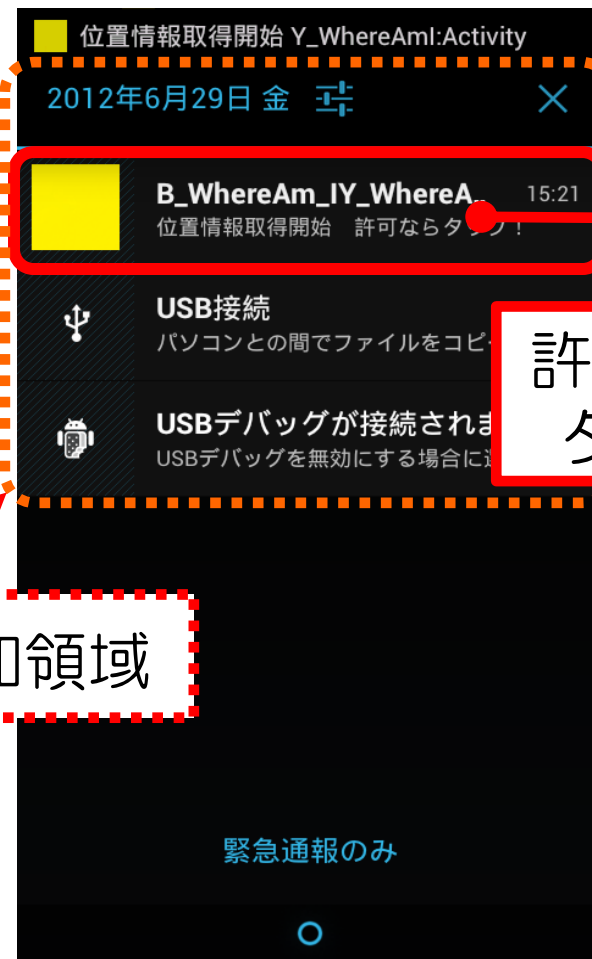 位置情報取得開始 Y_WhereAmI:Activity
2012年6月29日 金
B_WhereAm_IY_WhereA..
15:21
位置情報取得開始　許可ならタップ！
USB接続
パソコンとの間でファイルをコピ
許
USBデバッグが接続されま
タ
USBデバッグを無効にする場合に
領域
緊急通報のみ